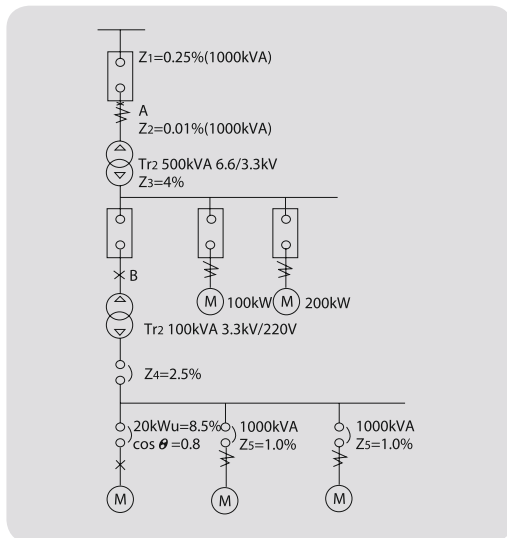 Z1=0.25%(1000kVA)
A
Z2=0.01%(1000kVA)
Tr2 500kVA 6.6/3.3kV
Z3=4%
B
M 100kW M 200kW
Tr2 100kVA 3.3kV/220V
Z4=2.5%
20kWu=8.5% 1000kVA 1000kVA
cos θ =0.8 Z5=1.0% Z5=1.0%
M M M